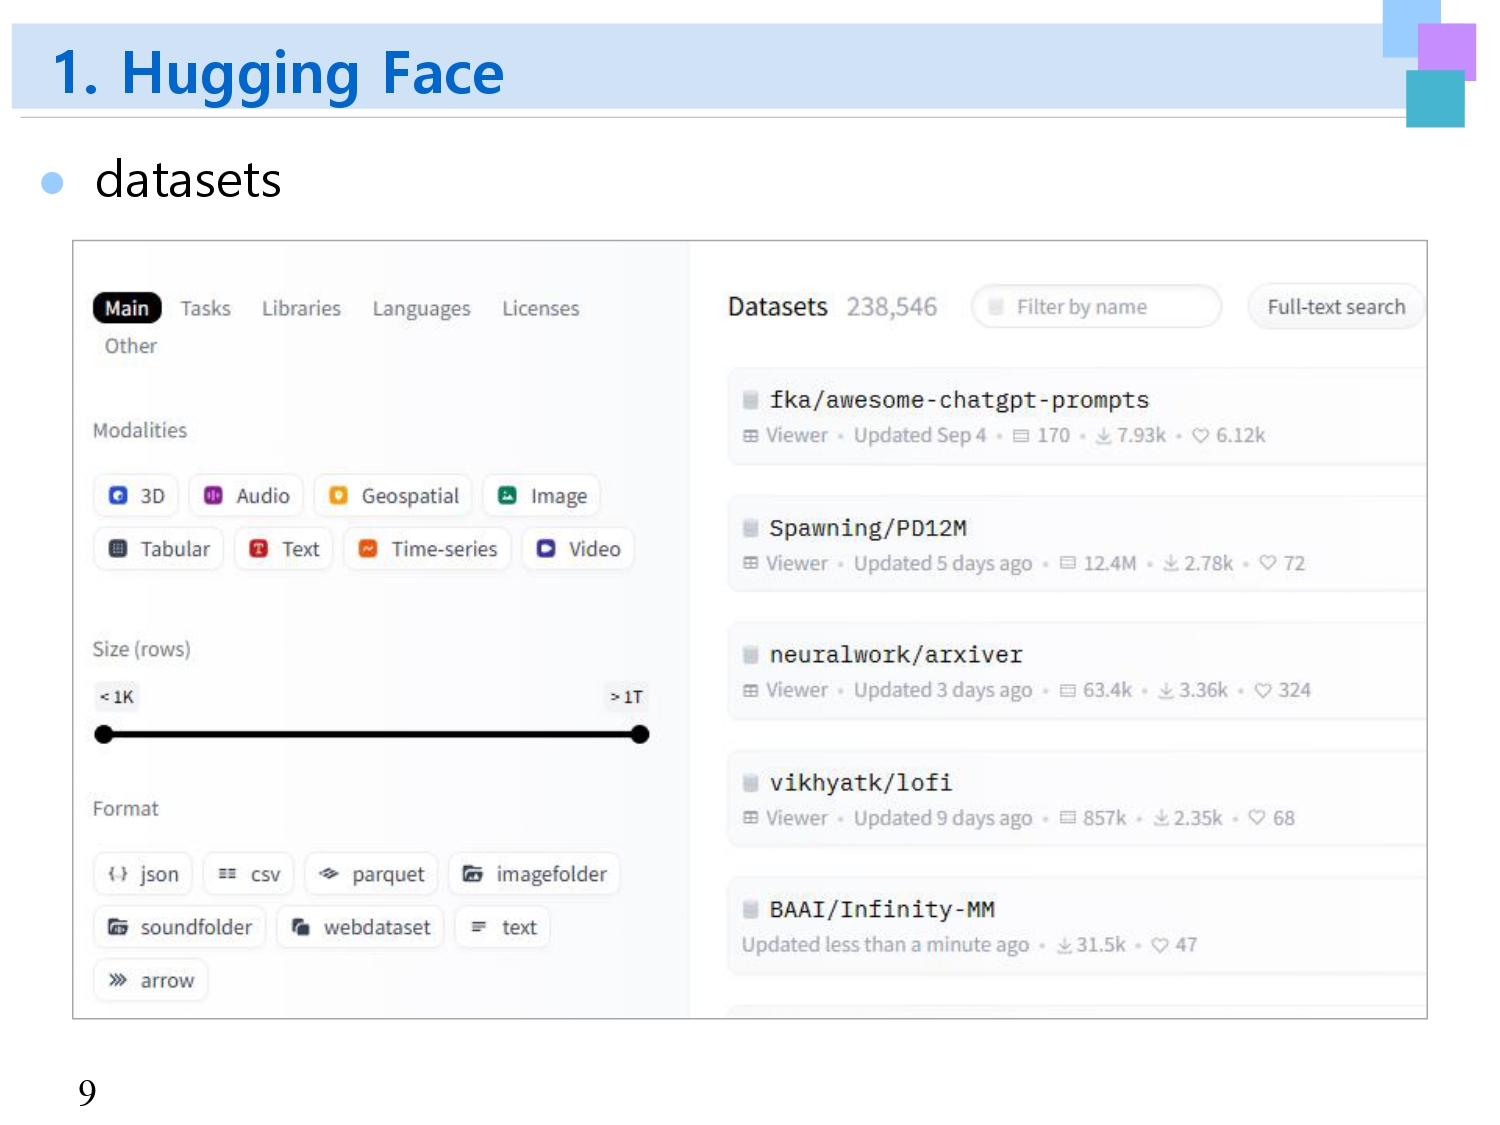 1. Hugging Face
datasets
Main Tasks Libraries Languages Licenses
Other
Modalities
3D Audio Geospatial Image
Tabular Text Time-series Video
Size (rows)
< 1K > 1T
Format
json csv parquet imagefolder
soundfolder webdataset text
arrow
Datasets 238,546 Filter by name Full-text search
fka/awesome-chatgpt-prompts
Viewer • Updated Sep 4 • 170 • 7.93k • 6.12k
Spawning/PD12M
Viewer • Updated 5 days ago • 12.4M • 2.78k • 72
neuralwork/arxiver
Viewer • Updated 3 days ago • 63.4k • 3.36k • 324
vikhyatk/lofi
Viewer • Updated 9 days ago • 857k • 2.35k • 68
BAAI/Infinity-MM
Updated less than a minute ago • 31.5k • 47
9